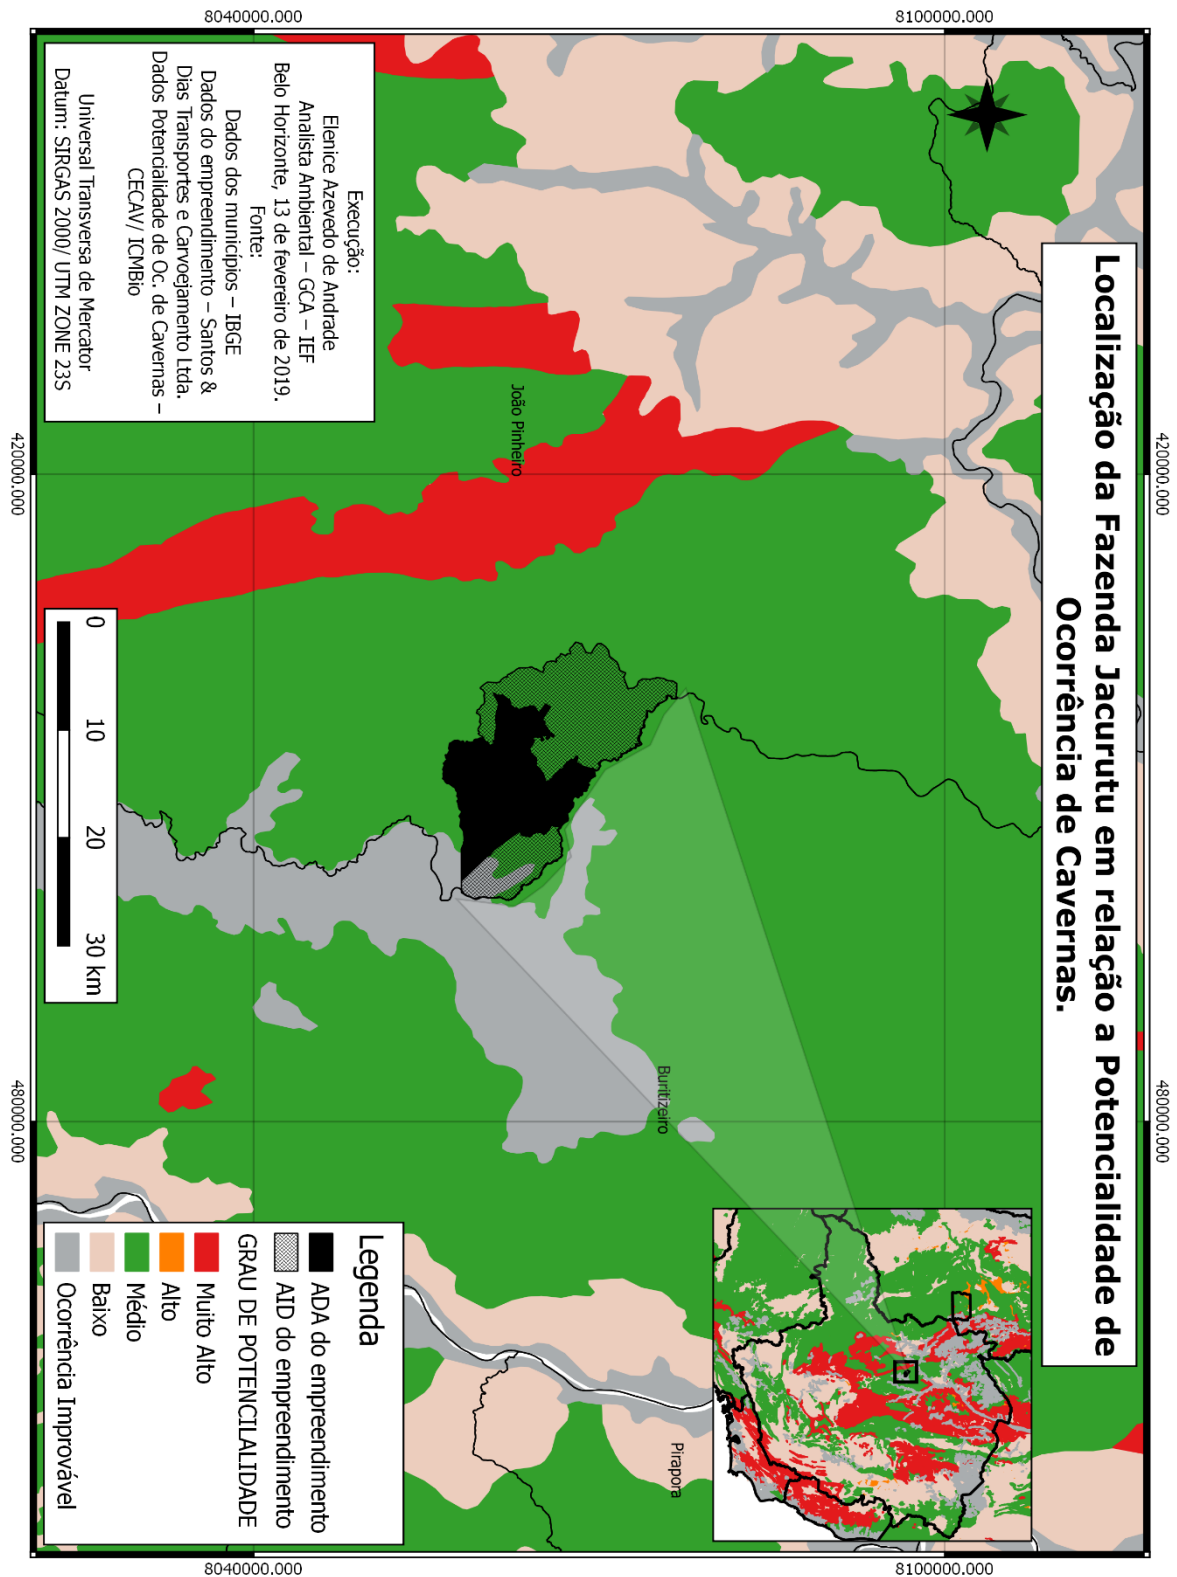 Localização da Fazenda Jacurutu em relação a Potencialidade de
Ocorrência de Cavernas.
420000.000
480000.000
8100000.000
8100000.000
8040000.000
8040000.000
420000.000
480000.000
João Pinheiro
Buritizeiro
Pirapora
Execução:
Elenice Azevedo de Andrade
Analista Ambiental – GCA – IEF
Belo Horizonte, 13 de fevereiro de 2019.
Fonte:
Dados dos municípios – IBGE
Dados do empreendimento – Santos &
Dias Transportes e Carvoejamento Ltda.
Dados Potencialidade de Oc. de Cavernas –
CECAV/ ICMBio
Universal Transversa de Mercator
Datum: SIRGAS 2000/ UTM ZONE 23S
0 10 20 30 km
Legenda
ADA do empreendimento
AID do empreendimento
GRAU DE POTENCILALIDADE
Muito Alto
Alto
Médio
Baixo
Ocorrência Improvável